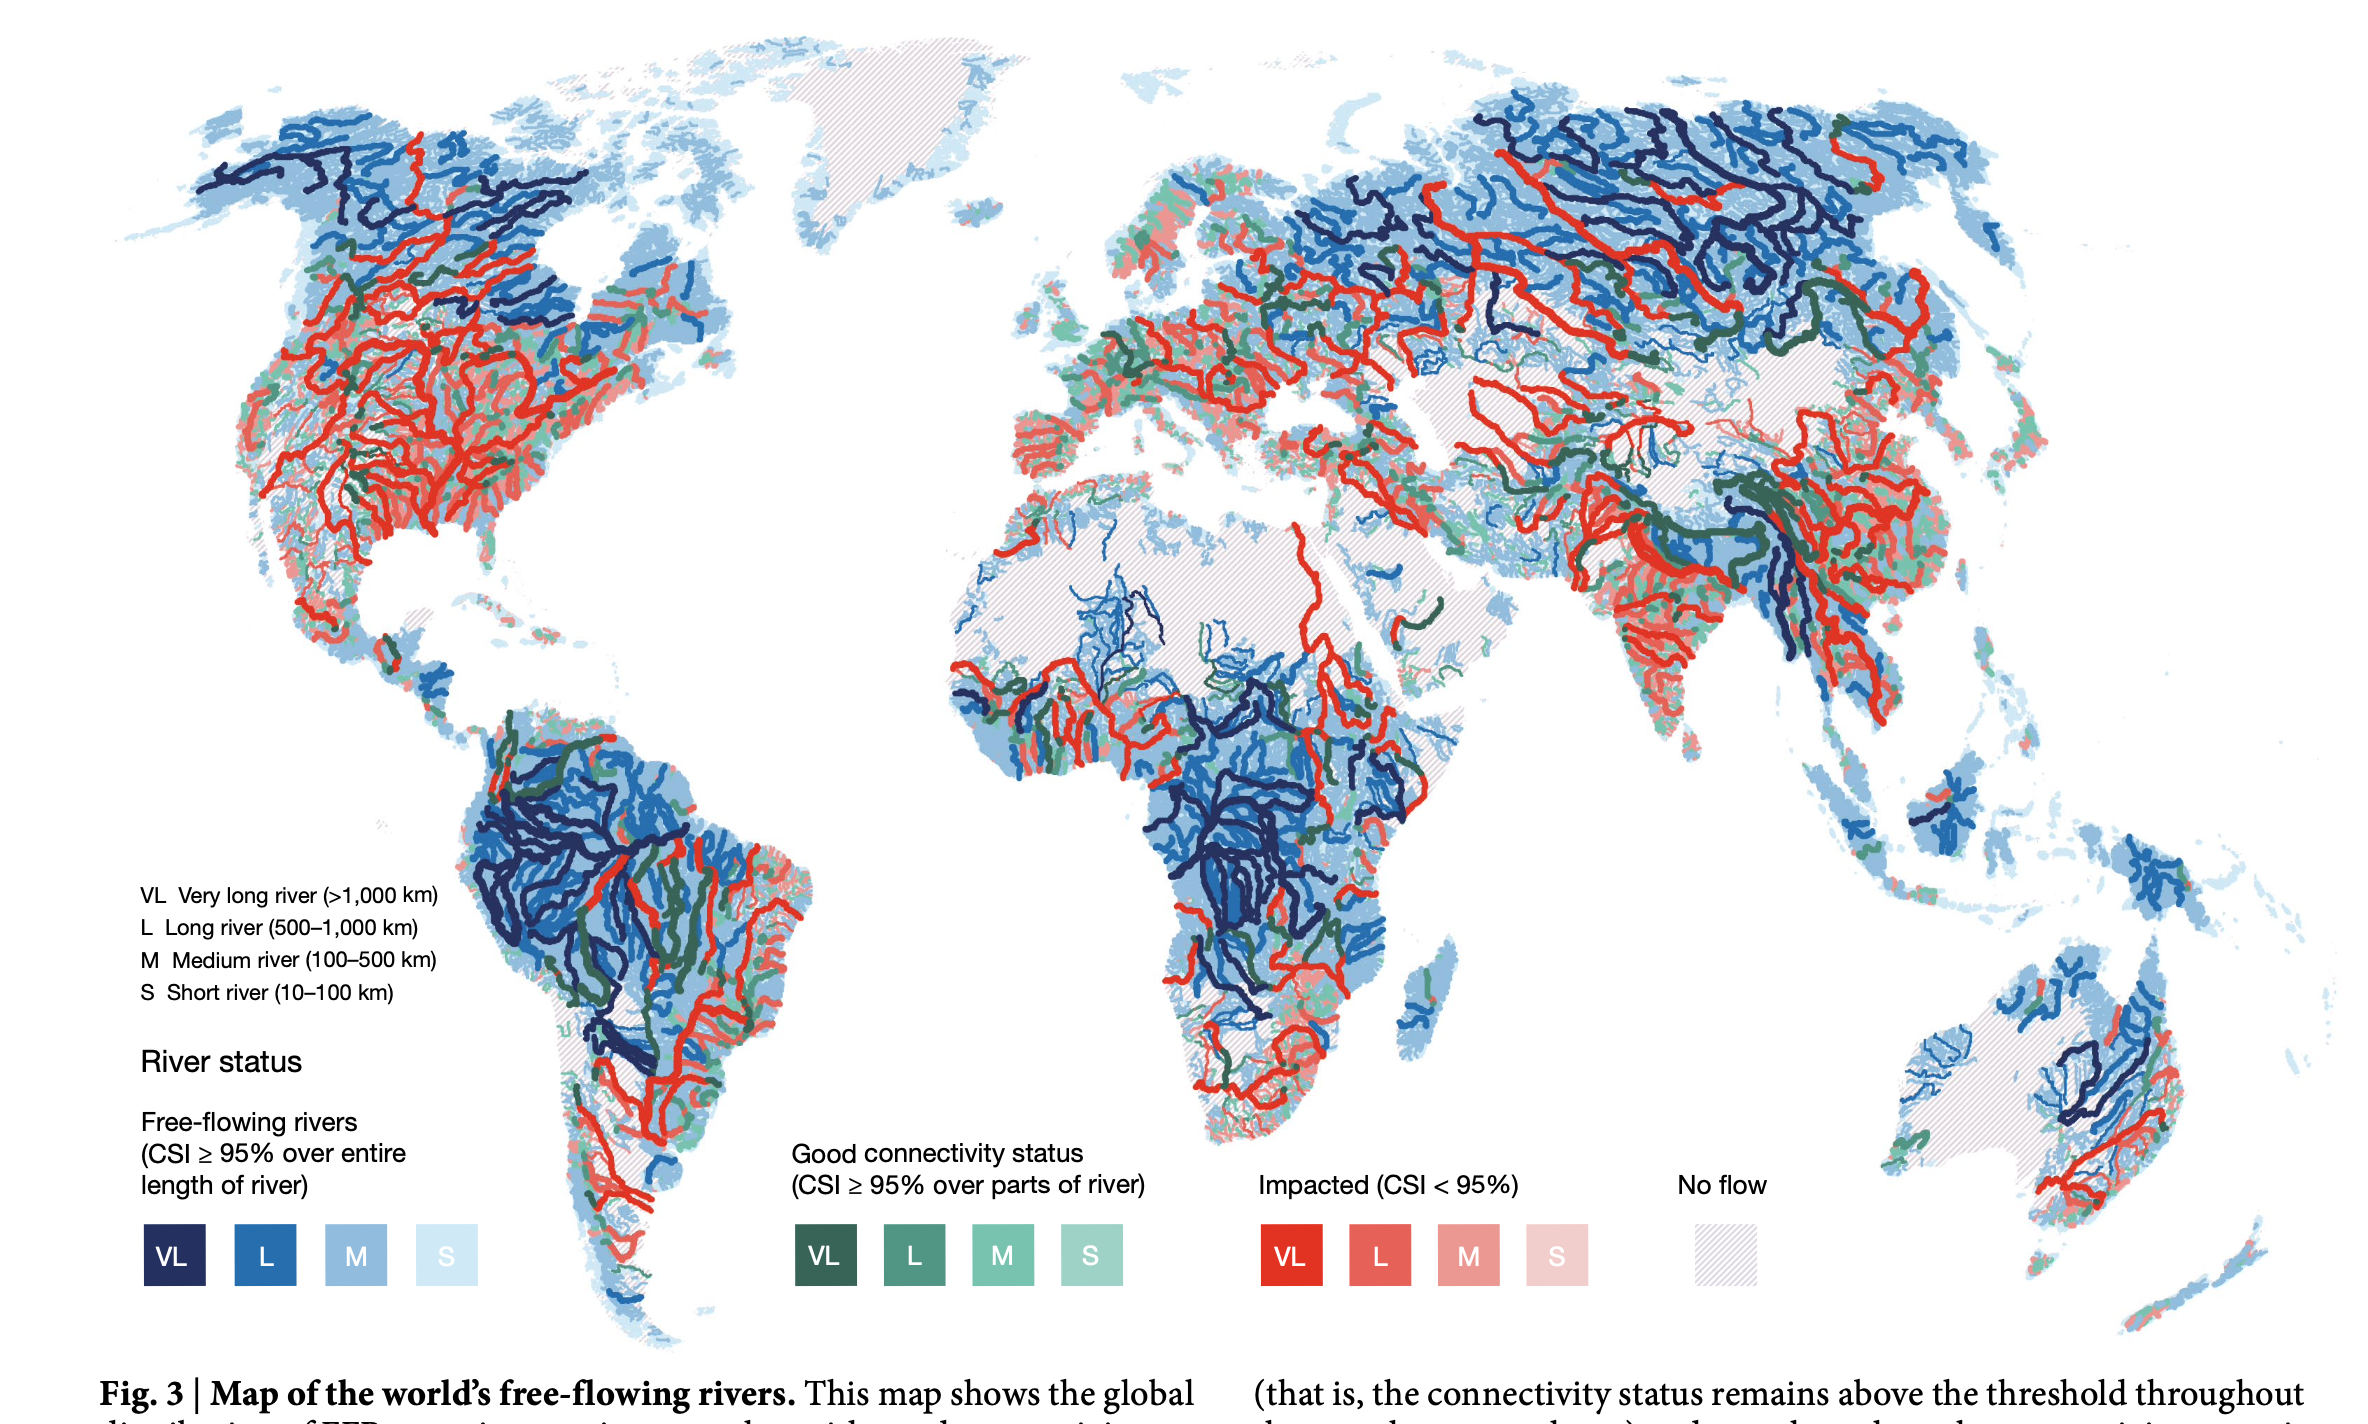 VL Very long river (>1,000 km)
L Long river (500–1,000 km)
M Medium river (100–500 km)
S Short river (10–100 km)
River status
Free-flowing rivers
(CSI ≥ 95% over entire
length of river)
VL L M S
Good connectivity status
(CSI ≥ 95% over parts of river)
VL L M S
Impacted (CSI < 95%)
VL L M S
No flow
Fig. 3 | Map of the world's free-flowing rivers. This map shows the global
(that is, the connectivity status remains above the threshold throughout